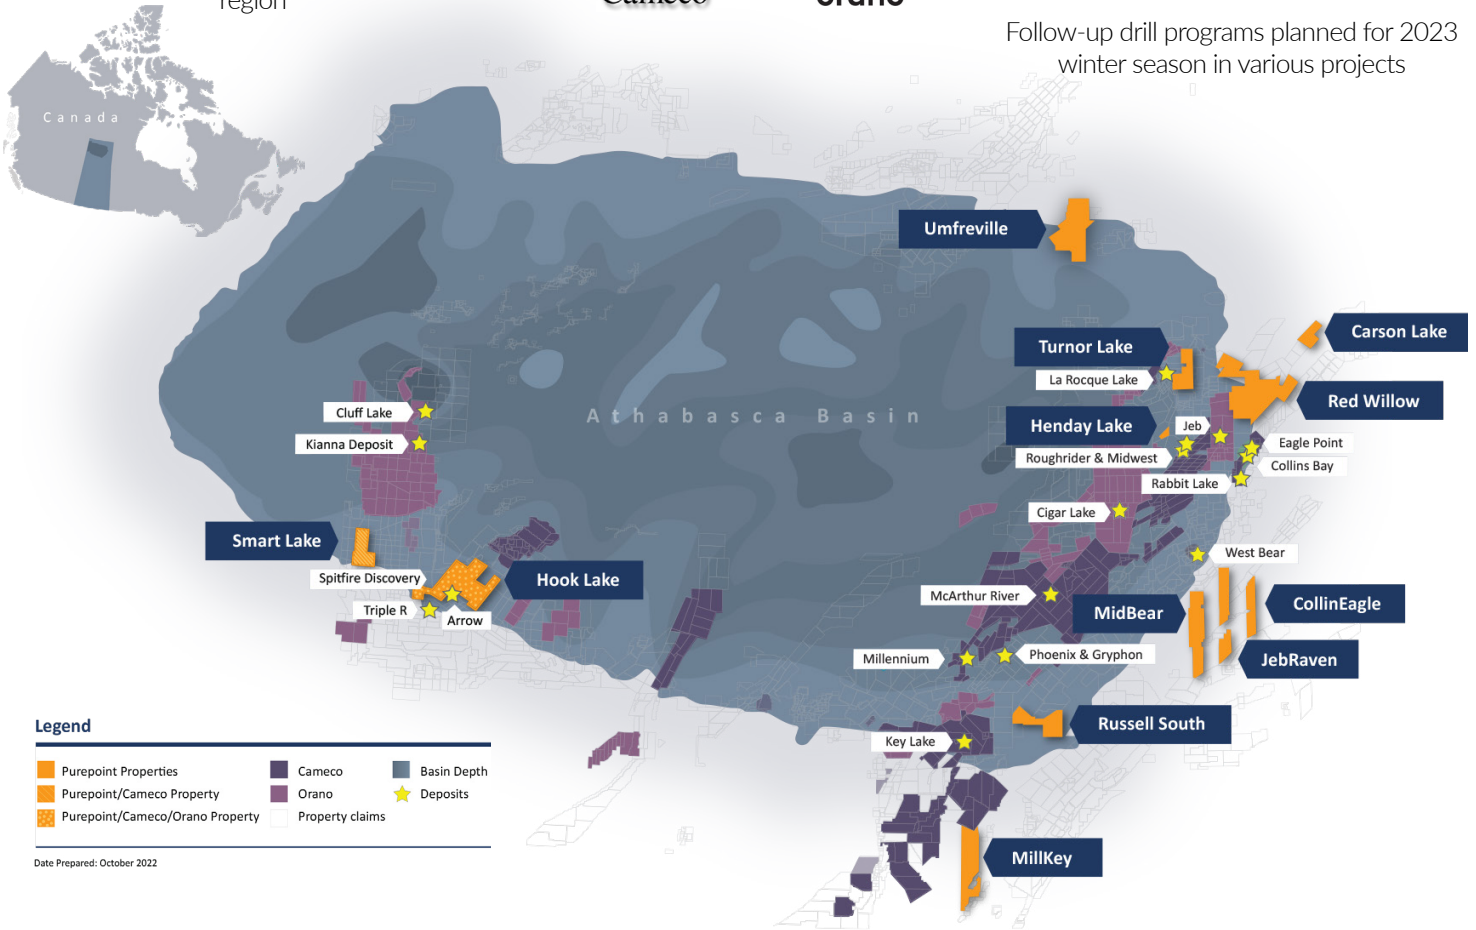 region
Cameco
orano
Follow-up drill programs planned for 2023
winter season in various projects
Canada
Umfreville
Carson Lake
Turnor Lake
La Rocque Lake
Red Willow
Cluff Lake
Athabasca Basin
Henday Lake
Jeb
Kianna Deposit
Eagle Point
Roughrider & Midwest
Collins Bay
Rabbit Lake
Cigar Lake
Smart Lake
West Bear
Spitfire Discovery
Hook Lake
McArthur River
CollinEagle
Triple R
Arrow
MidBear
Millennium
Phoenix & Gryphon
JebRaven
Russell South
Key Lake
MillKey
Legend
Purepoint Properties
Cameco
Basin Depth
Purepoint/Cameco Property
Orano
Deposits
Purepoint/Cameco/Orano Property
Property claims
Date Prepared: October 2022